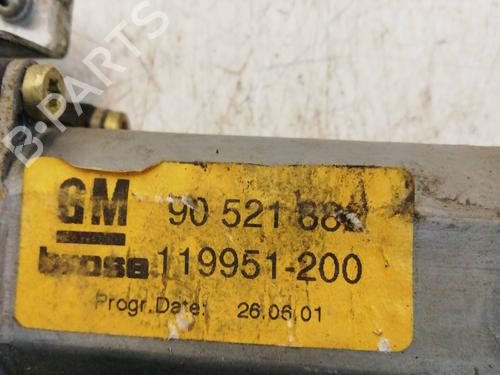 GM 90 521 88
brose 119951-200
Progr.Date: 26.06.01
B-PARTS